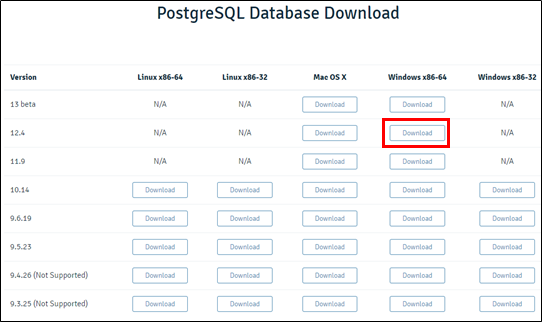 PostgreSQL Database Download
Version Linux x86-64 Linux x86-32 Mac OS X Windows x86-64 Windows x86-32
13 beta N/A N/A Download Download N/A
12.4 N/A N/A Download Download N/A
11.9 N/A N/A Download Download N/A
10.14 Download Download Download Download Download
9.6.19 Download Download Download Download Download
9.5.23 Download Download Download Download Download
9.4.26 (Not Supported) Download Download Download Download Download
9.3.25 (Not Supported) Download Download Download Download Download